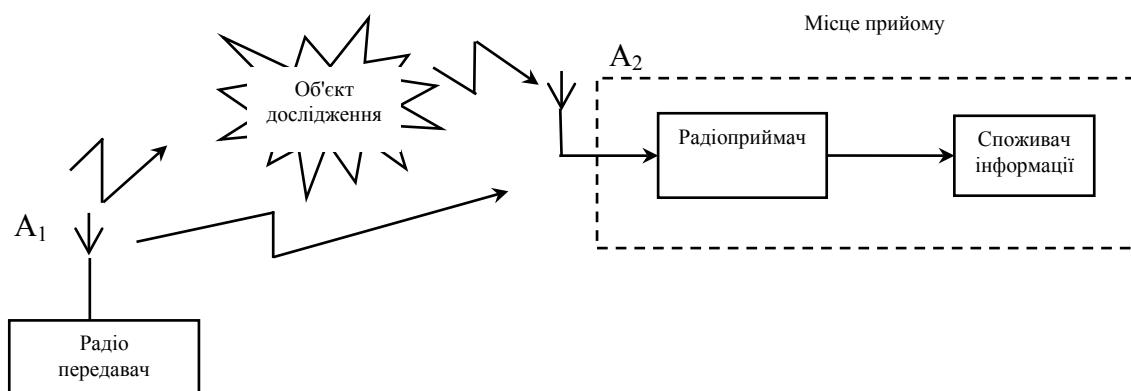 Місце прийому
A₂
Об'єкт
дослідження
Радіоприймач
Споживач
інформації
A₁
Радіо
передавач